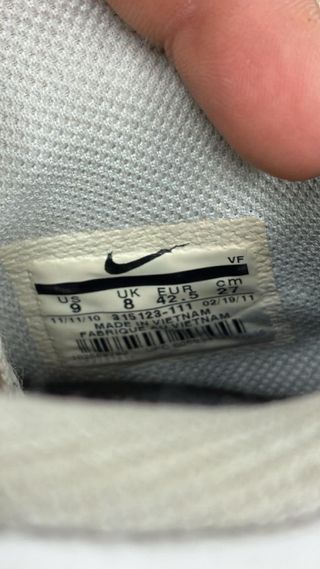 VF
US UK EUR cm
9 8 42.5 27
11/11/10 315123-111 02/19/11
MADE IN VIETNAM
FABRIQUE VIETNAM